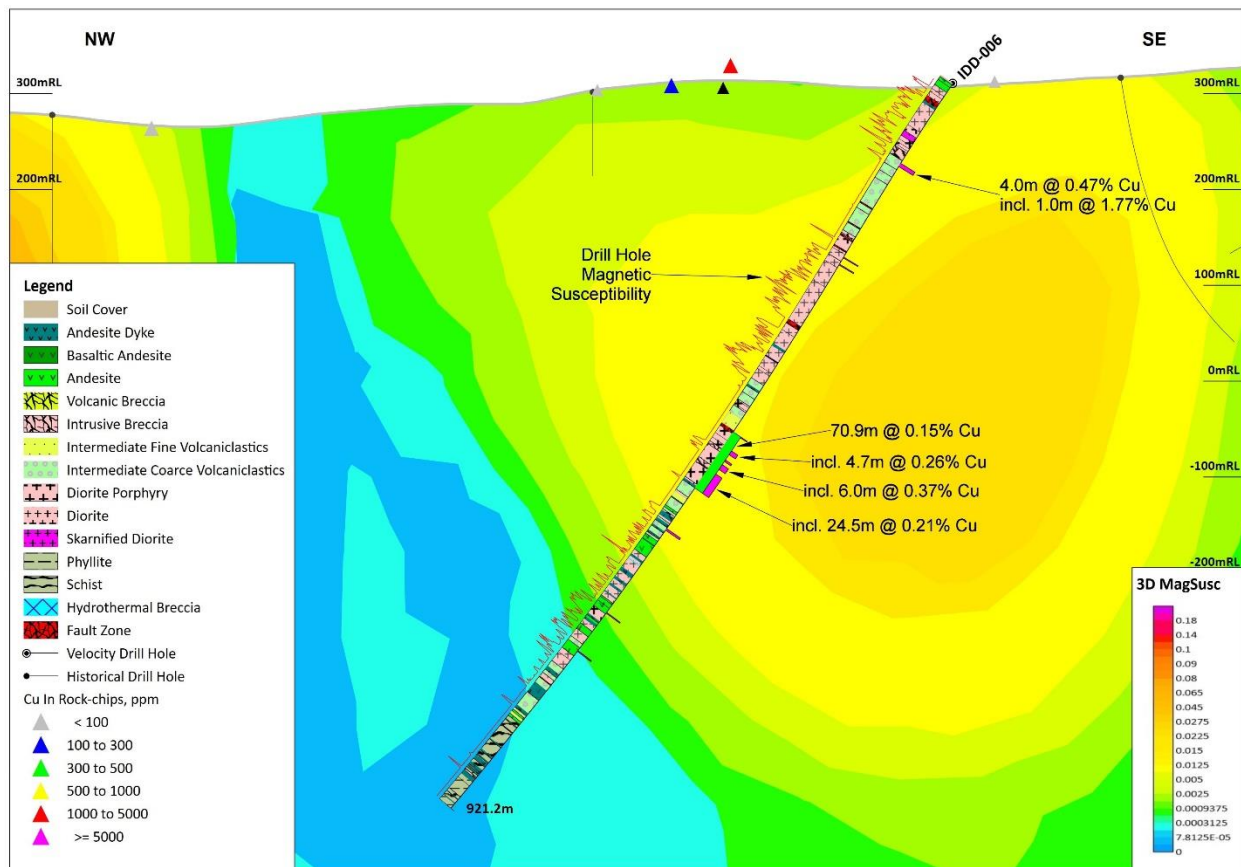 NW
SE
IDD-006
300mRL
300mRL
200mRL
200mRL
4.0m @ 0.47% Cu
incl. 1.0m @ 1.77% Cu
Drill Hole
Magnetic
Susceptibility
100mRL
0mRL
70.9m @ 0.15% Cu
incl. 4.7m @ 0.26% Cu
-100mRL
incl. 6.0m @ 0.37% Cu
incl. 24.5m @ 0.21% Cu
-200mRL
921.2m
Legend
Soil Cover
Andesite Dyke
Basaltic Andesite
Andesite
Volcanic Breccia
Intrusive Breccia
Intermediate Fine Volcaniclastics
Intermediate Coarce Volcaniclastics
Diorite Porphyry
Diorite
Skarnified Diorite
Phyllite
Schist
Hydrothermal Breccia
Fault Zone
Velocity Drill Hole
Historical Drill Hole
Cu In Rock-chips, ppm
< 100
100 to 300
300 to 500
500 to 1000
1000 to 5000
>= 5000
3D MagSusc
0.18
0.14
0.1
0.09
0.08
0.065
0.045
0.0275
0.0225
0.0125
0.015
0.005
0.0025
0.0009375
0.0003125
7.8125E-05
0